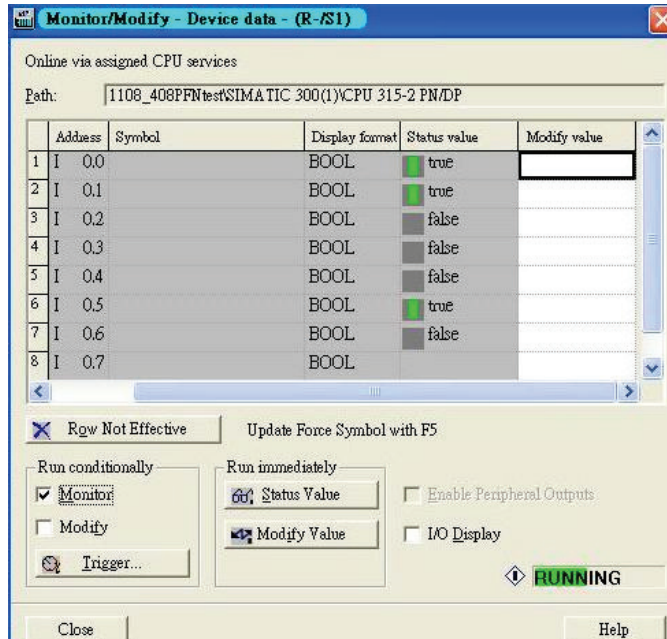 Monitor/Modify - Device data - (R-/S1)
Online via assigned CPU services
Path: 1108_408PFNtest\SIMATIC 300(1)\CPU 315-2 PN/DP
Address Symbol Display format Status value Modify value
1 I 0.0 BOOL true
2 I 0.1 BOOL true
3 I 0.2 BOOL false
4 I 0.3 BOOL false
5 I 0.4 BOOL false
6 I 0.5 BOOL true
7 I 0.6 BOOL false
8 I 0.7 BOOL
Row Not Effective Update Force Symbol with F5
Run conditionally Run immediately
Monitor Status Value Enable Peripheral Outputs
Modify Modify Value I/O Display
Trigger...
RUNNING
Close Help